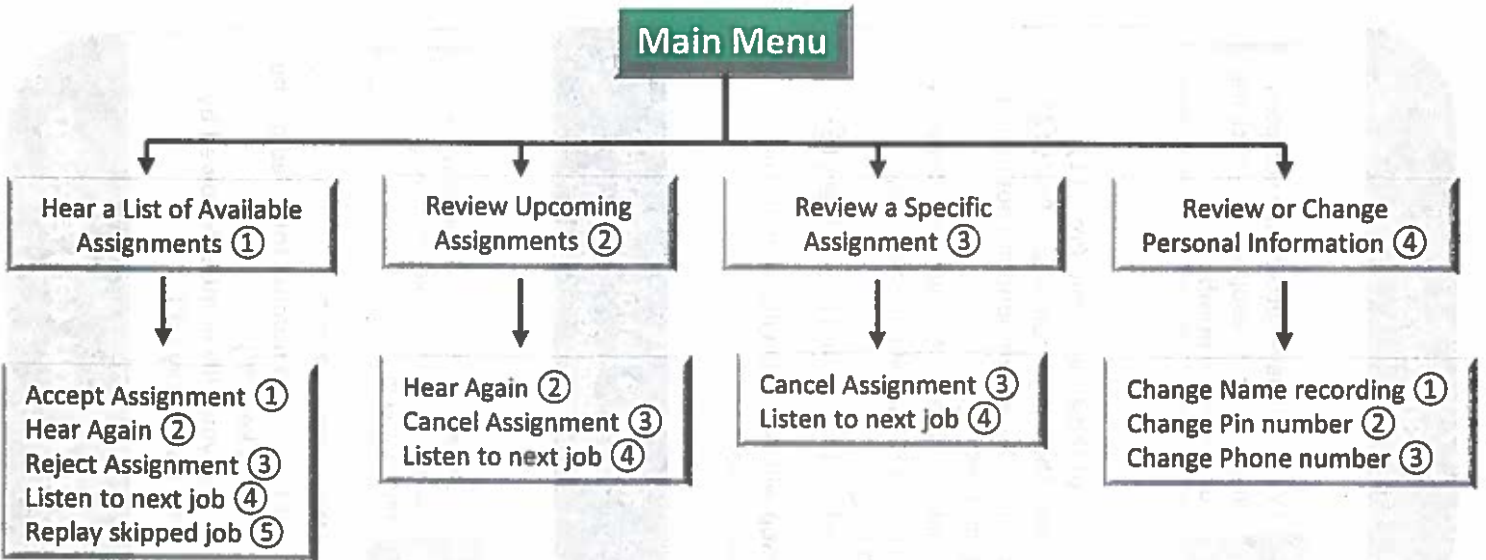 Main Menu
Hear a List of Available
Assignments ①
Review Upcoming
Assignments ②
Review a Specific
Assignment ③
Review or Change
Personal Information ④
Accept Assignment ①
Hear Again ②
Reject Assignment ③
Listen to next job ④
Replay skipped job ⑤
Hear Again ②
Cancel Assignment ③
Listen to next job ④
Cancel Assignment ③
Listen to next job ④
Change Name recording ①
Change Pin number ②
Change Phone number ③